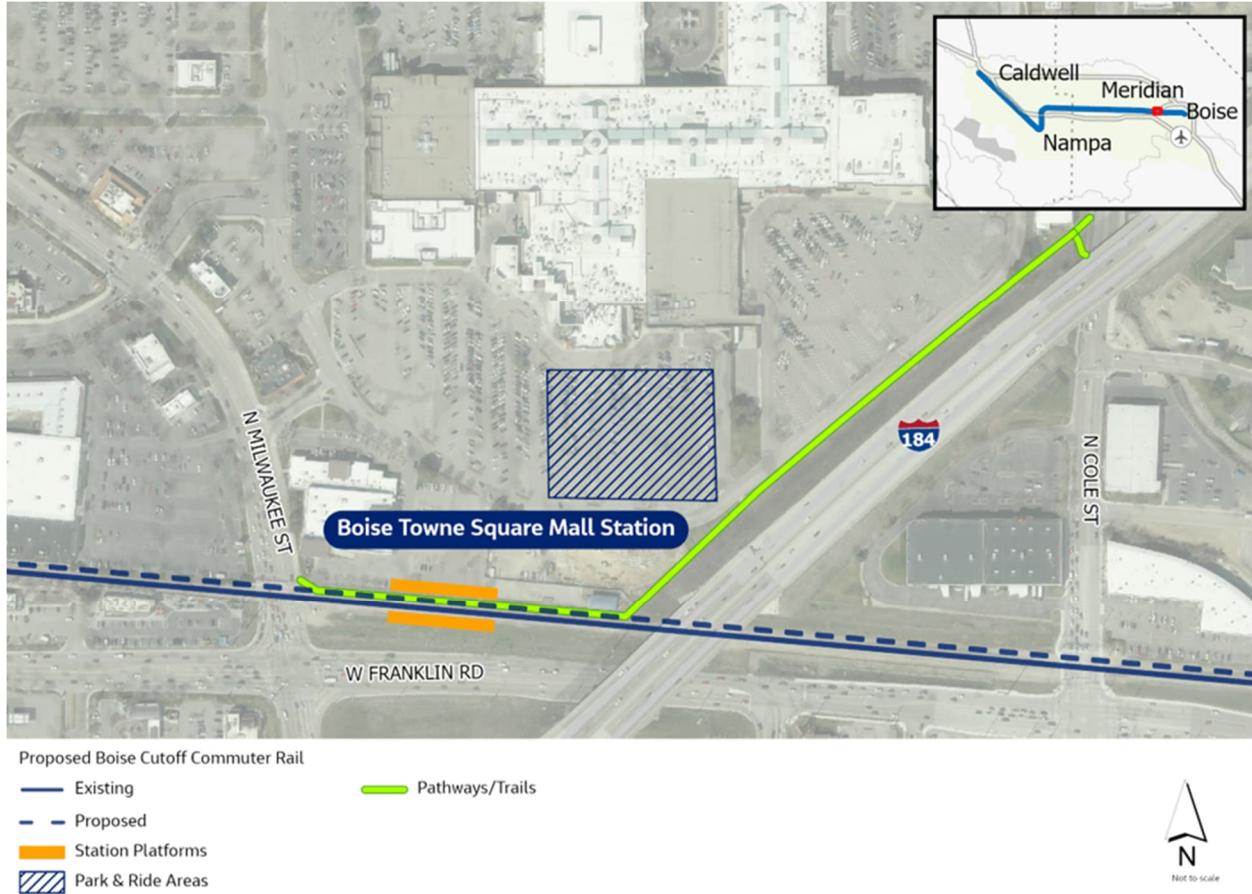 Caldwell
Meridian
Boise
Nampa
184
N MILWAUKEE ST
N COLE ST
Boise Towne Square Mall Station
W FRANKLIN RD
Proposed Boise Cutoff Commuter Rail
Existing
Pathways/Trails
Proposed
Station Platforms
Park & Ride Areas
N
Not to scale